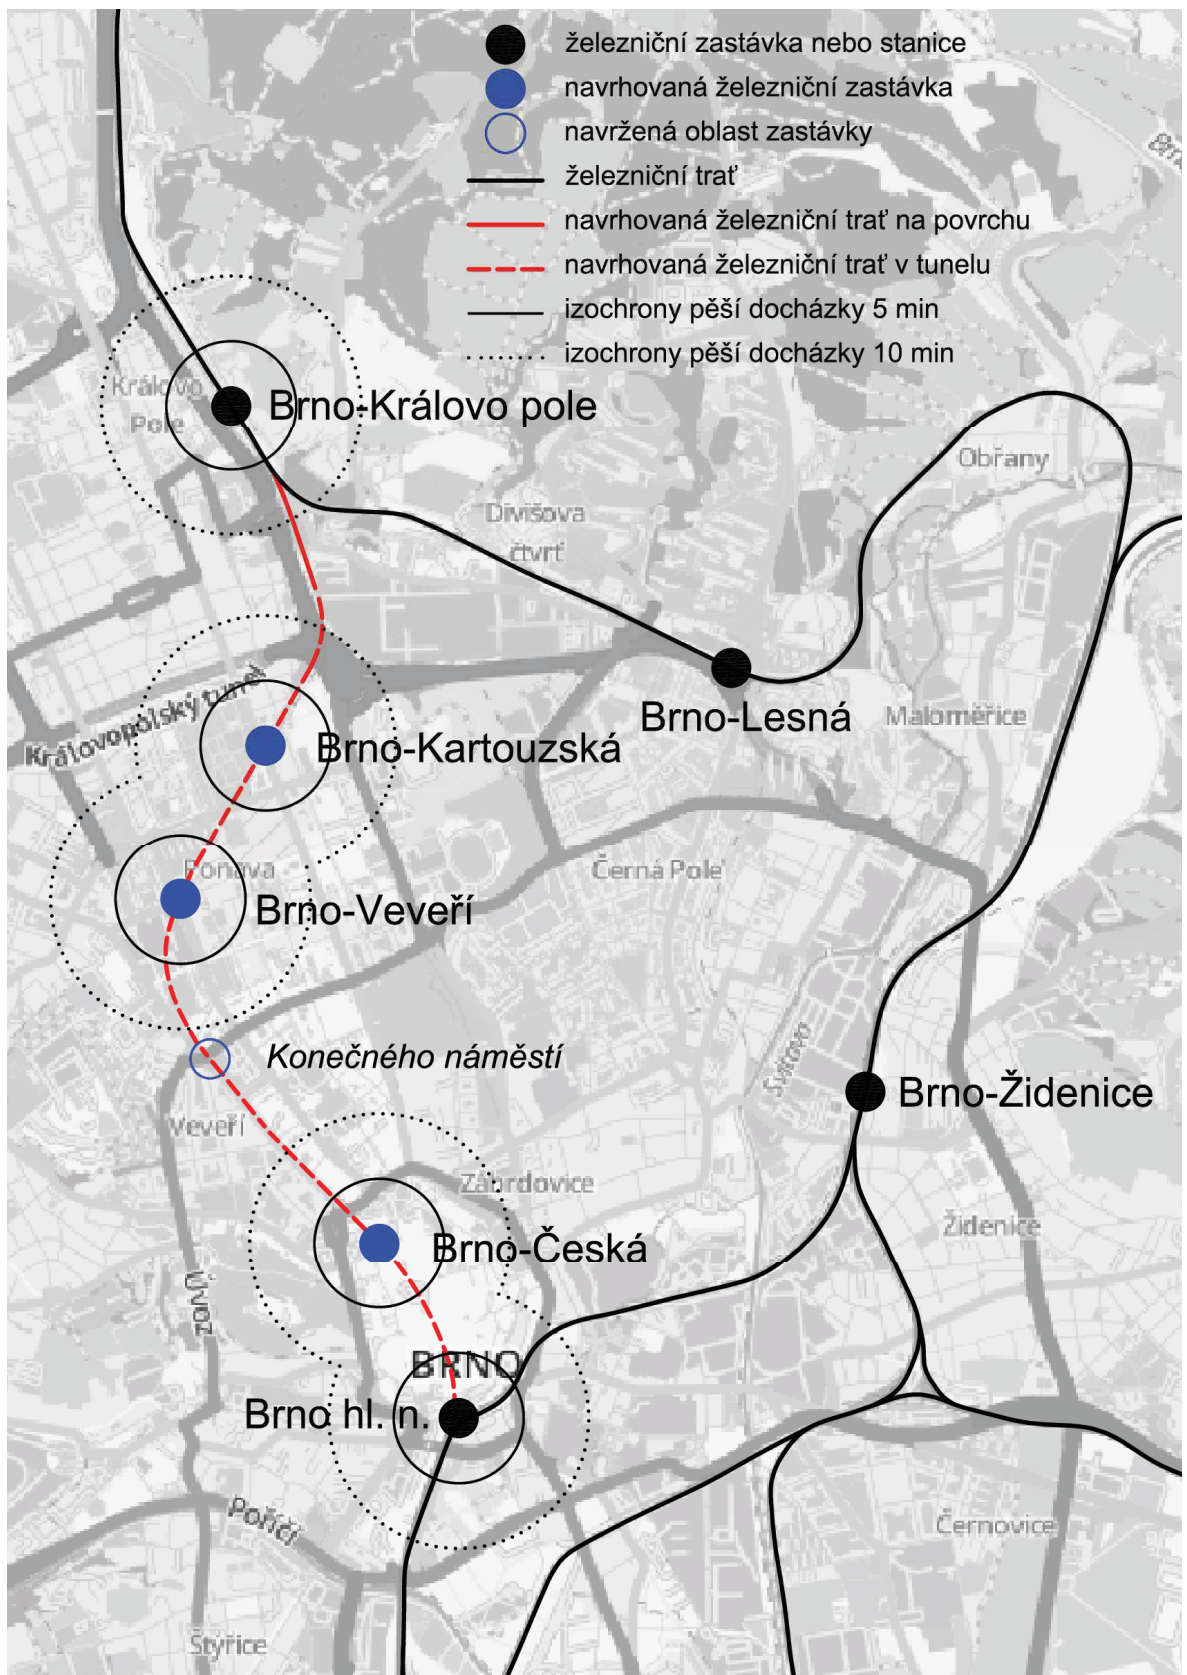 železniční zastávka nebo stanice
navrhovaná železniční zastávka
navržená oblast zastávky
železniční trať
navrhovaná železniční trať na povrchu
navrhovaná železniční trať v tunelu
izochrony pěší docházky 5 min
izochrony pěší docházky 10 min
Královo
Pole
Brno-Královo pole
Obřany
Divišova
čtvrť
Brno-Lesná
Maloměřice
Královopolský tunel
Brno-Kartouzská
Ponava
Černá Pole
Brno-Veveří
Svitavo
Konečného náměstí
Brno-Židenice
Veveří
Zábrdovice
Židenice
Brno-Česká
Úvoz
BRNO
Brno hl. n.
Poříčí
Černovice
Štýřice